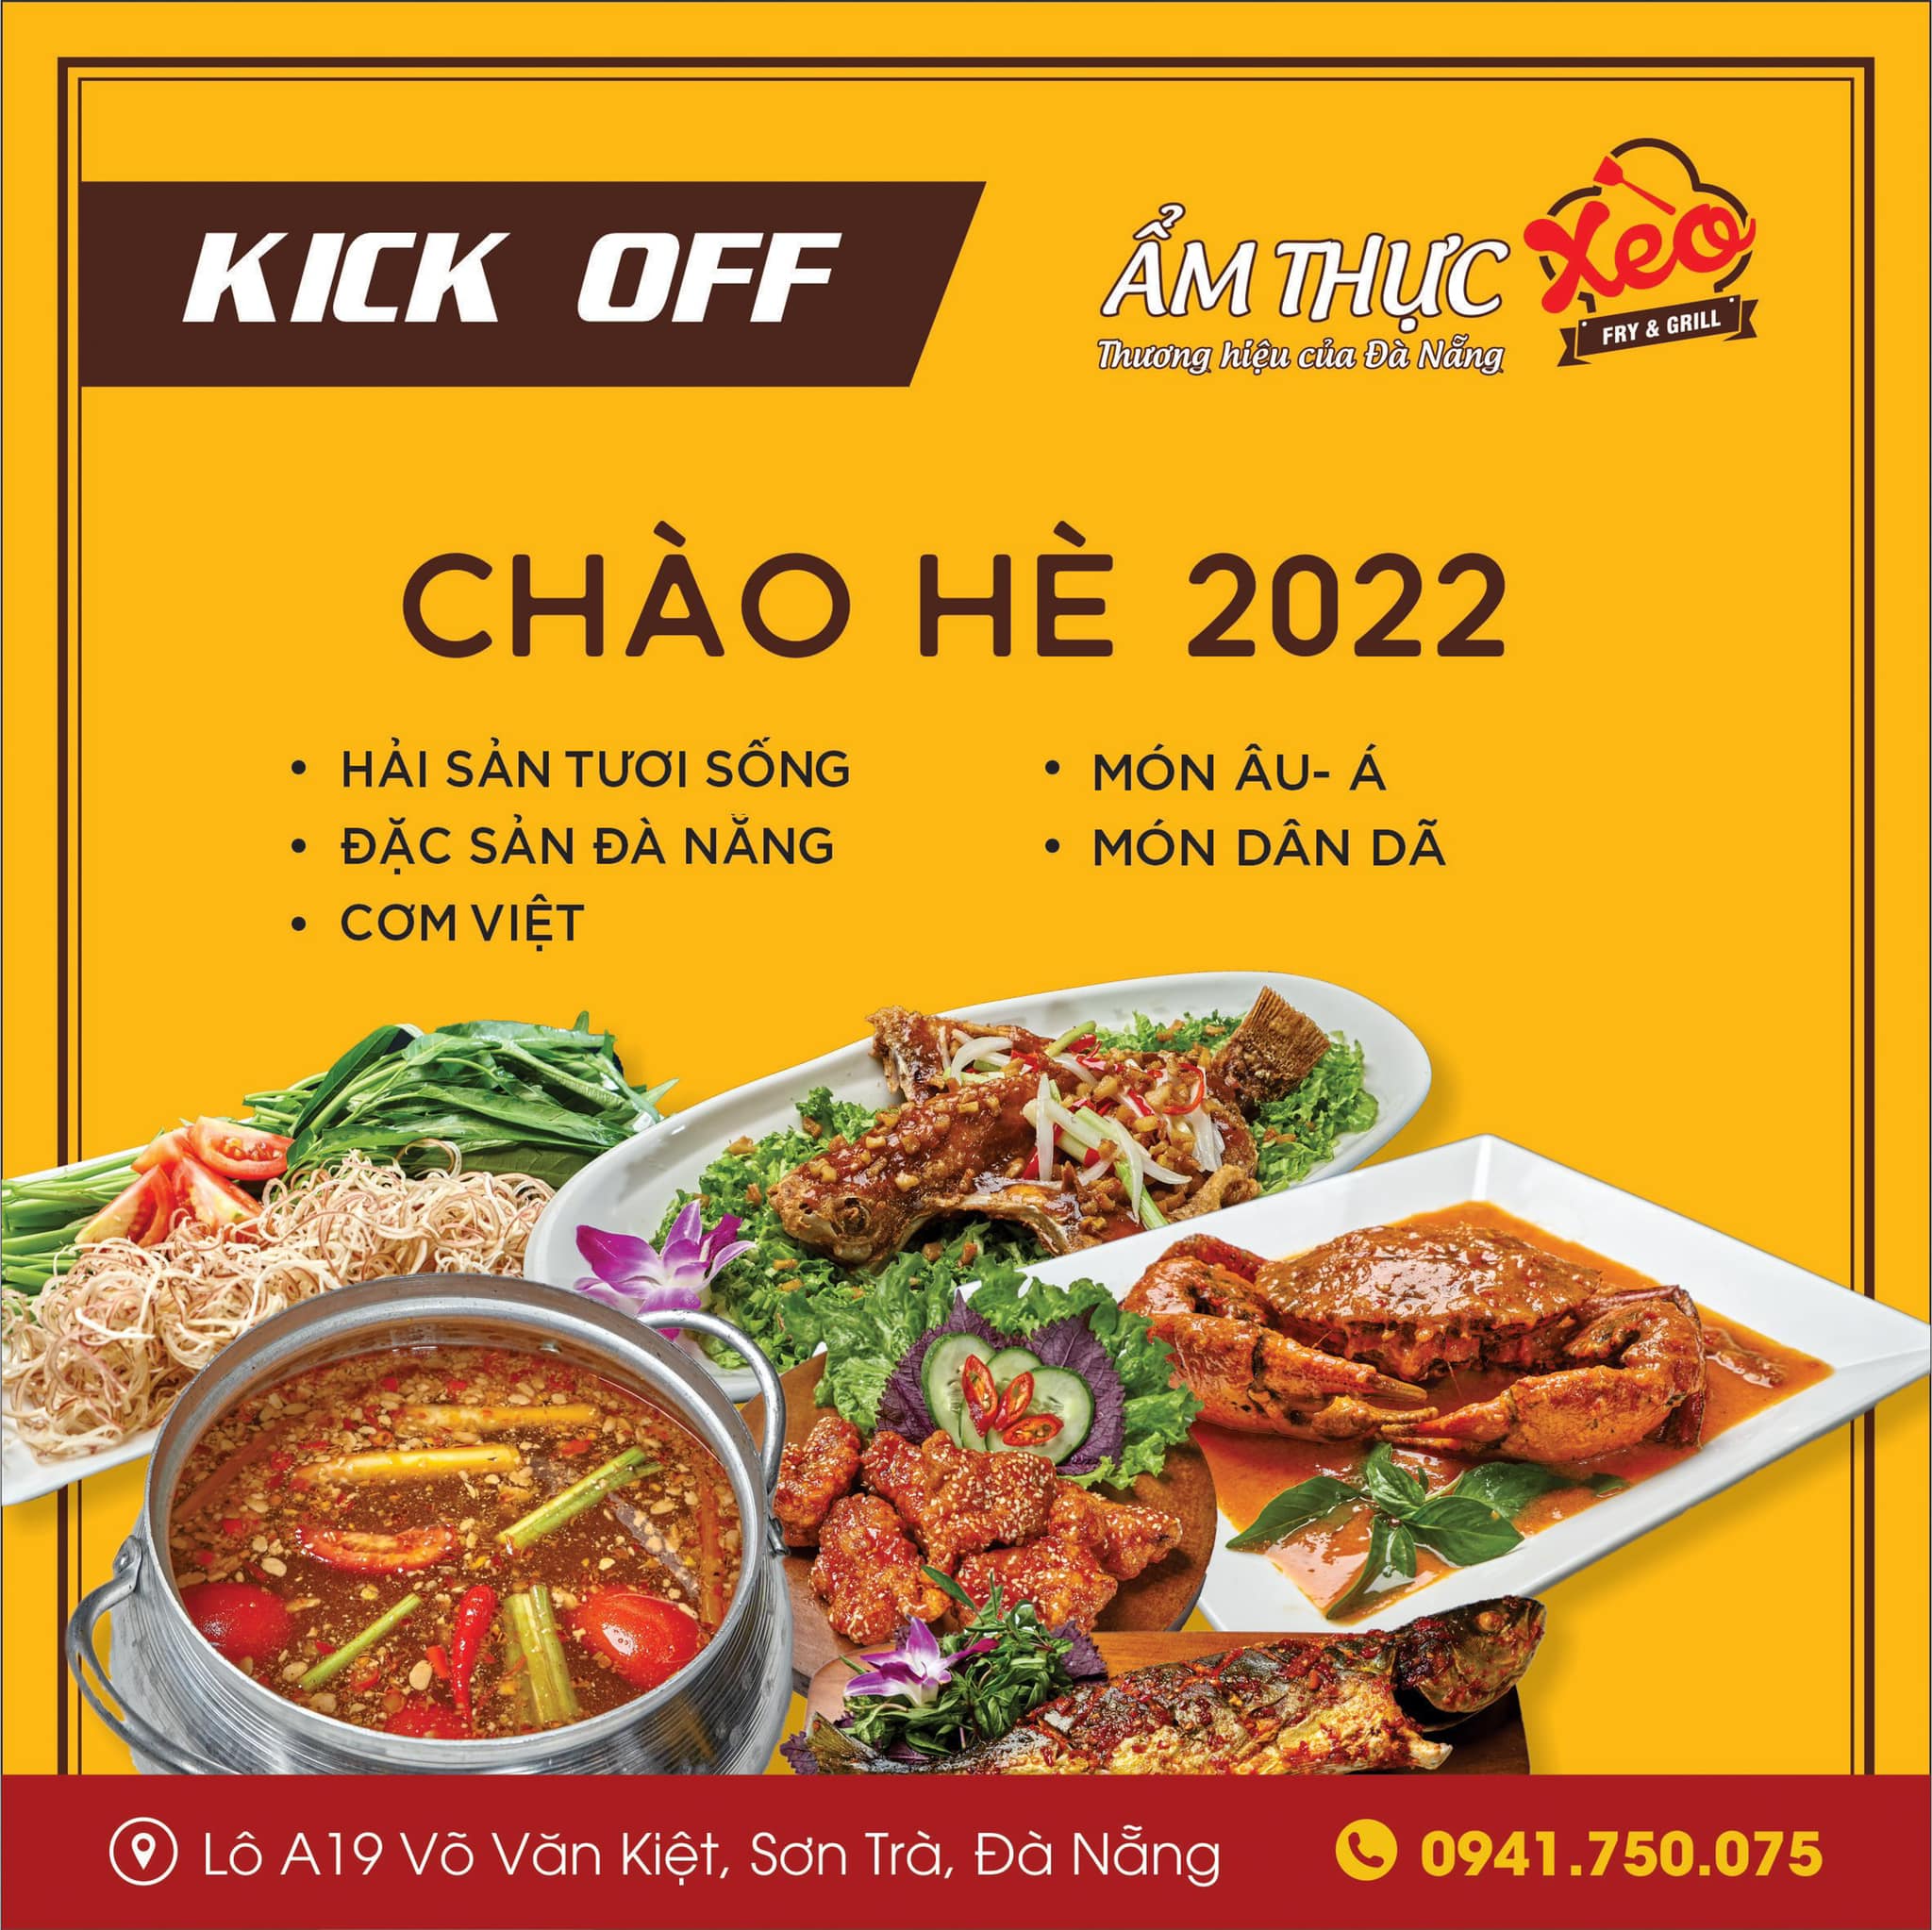 KICK OFF
ẨM THỰC Xèo
FRY & GRILL
Thương hiệu của Đà Nẵng
CHÀO HÈ 2022
• HẢI SẢN TƯƠI SỐNG
• ĐẶC SẢN ĐÀ NẴNG
• CƠM VIỆT
• MÓN ÂU- Á
• MÓN DÂN DÃ
Lô A19 Võ Văn Kiệt, Sơn Trà, Đà Nẵng
0941.750.075